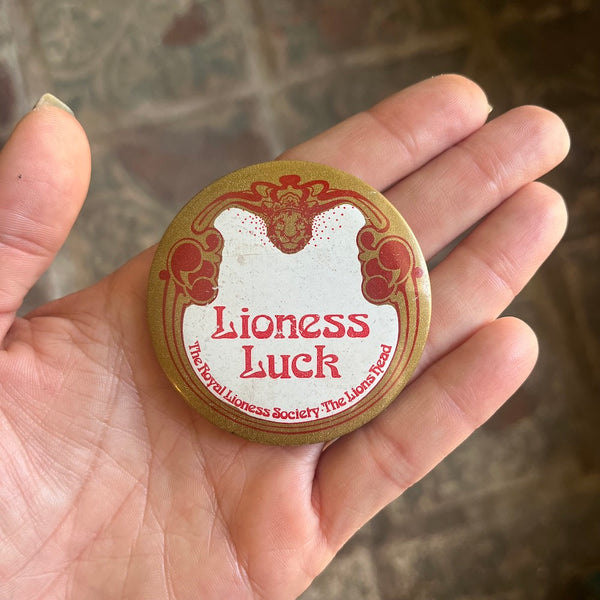 Lioness
Luck
The Royal Lioness Society · The Lions Head